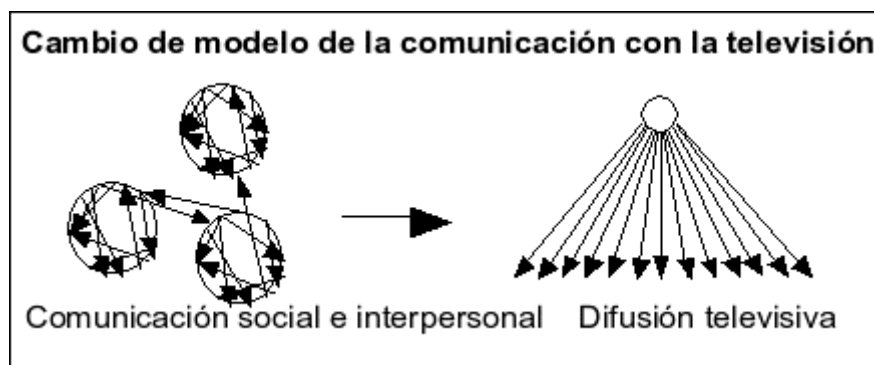 Cambio de modelo de la comunicación con la televisión
Comunicación social e interpersonal
Difusión televisiva